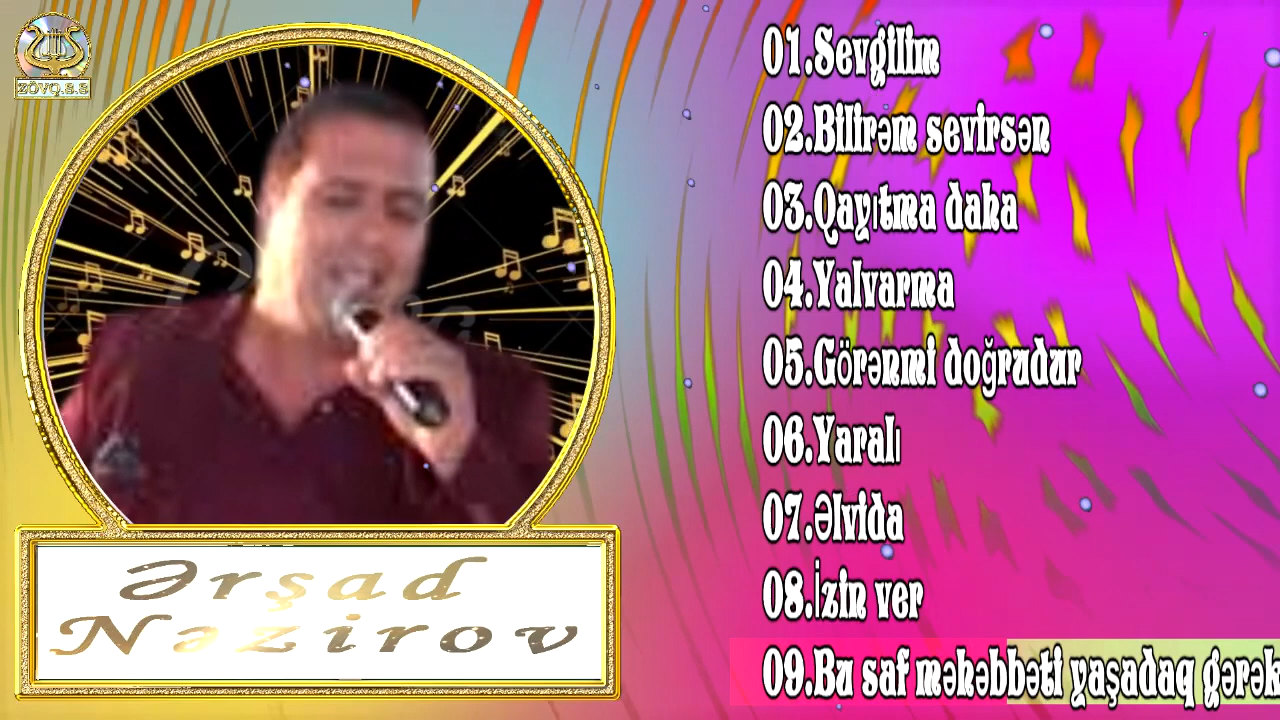 ZÖVQ.S.S
Ərşad
Nəzirov
01.Sevgilim
02.Bilirəm sevirsən
03.Qayıtma daha
04.Yalvarma
05.Görənmi doğrudur
06.Yaralı
07.Əlvida
08.İzin ver
09.Bu saf məhəbbəti yaşadaq gərək